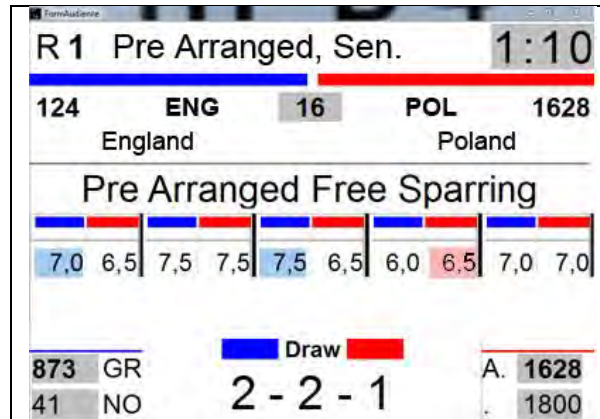 FormAudiente
R 1 Pre Arranged, Sen. 1:10
124 ENG 16 POL 1628
England Poland
Pre Arranged Free Sparring
7,0 6,5 7,5 7,5 7,5 6,5 6,0 6,5 7,0 7,0
Draw
873 GR A. 1628
2 - 2 - 1
41 NO . 1800